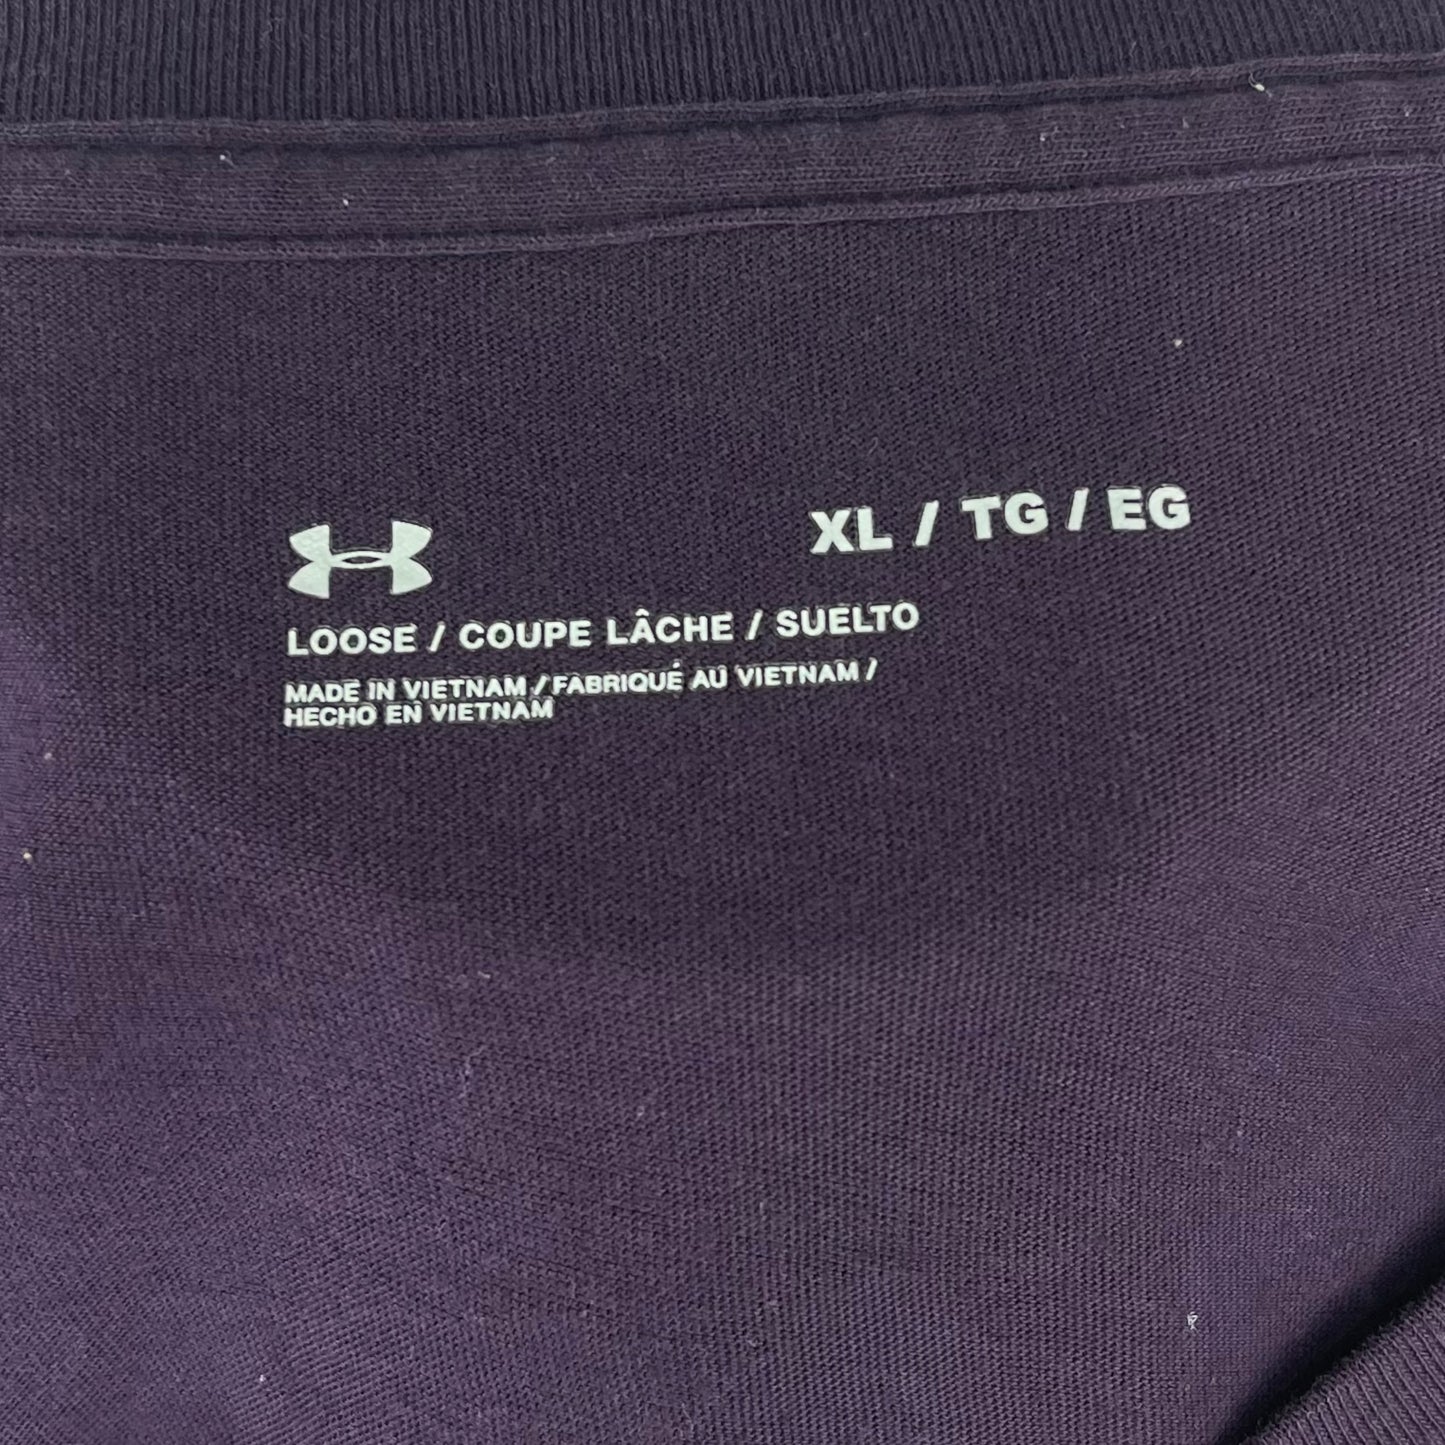 XL / TG / EG
LOOSE / COUPE LÂCHE / SUELTO
MADE IN VIETNAM / FABRIQUÉ AU VIETNAM /
HECHO EN VIETNAM